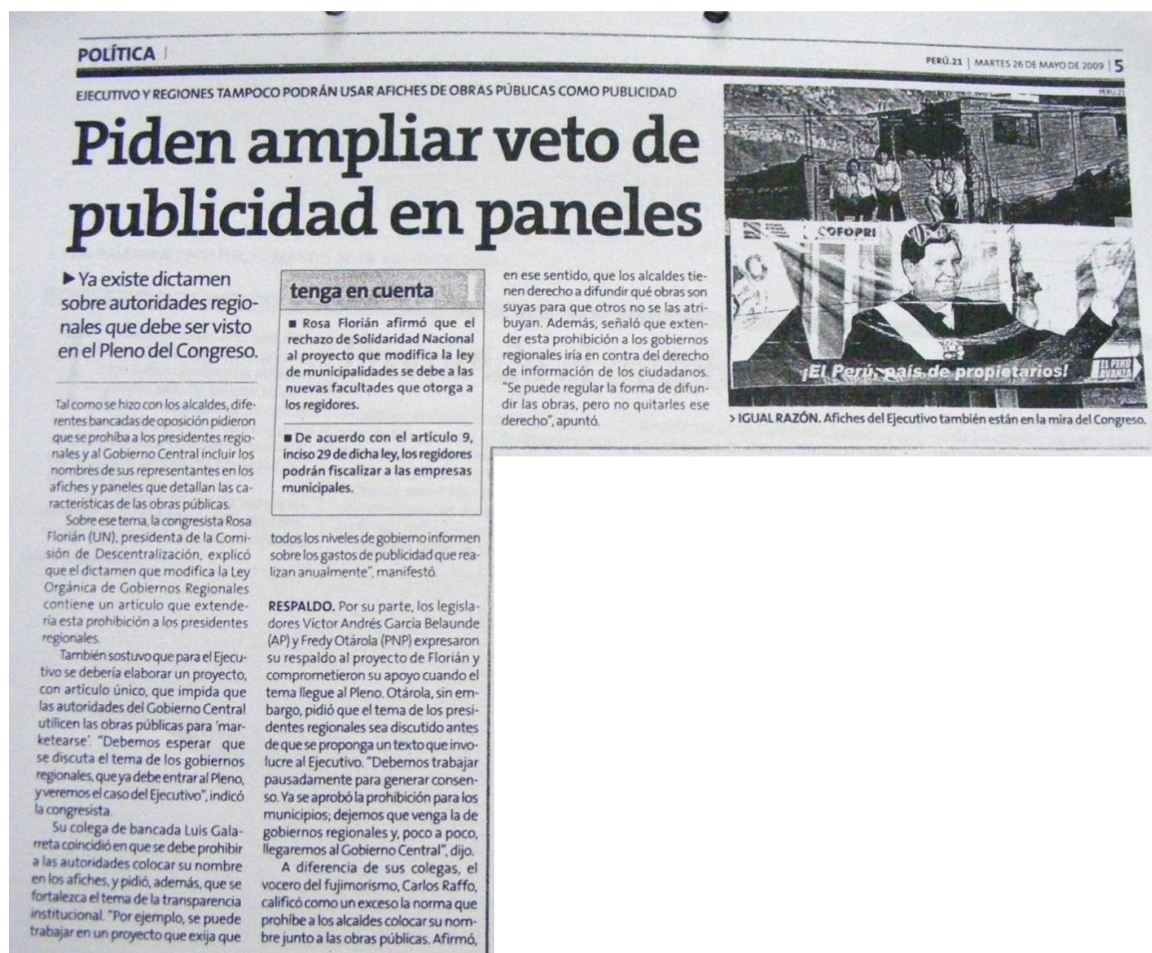 POLÍTICA |
PERÚ.21 | MARTES 26 DE MAYO DE 2009 | 5
EJECUTIVO Y REGIONES TAMPOCO PODRÁN USAR AFICHES DE OBRAS PÚBLICAS COMO PUBLICIDAD
Piden ampliar veto de
publicidad en paneles
▶ Ya existe dictamen
sobre autoridades regio-
nales que debe ser visto
en el Pleno del Congreso.
Tal como se hizo con los alcaldes, dife-
rentes bancadas de oposición pidieron
que se prohíba a los presidentes regio-
nales y al Gobierno Central incluir los
nombres de sus representantes en los
afiches y paneles que detallan las ca-
racterísticas de las obras públicas.
Sobre ese tema, la congresista Rosa
Florián (UN), presidenta de la Comi-
sión de Descentralización, explicó
que el dictamen que modifica la Ley
Orgánica de Gobiernos Regionales
contiene un artículo que extende-
ría esta prohibición a los presidentes
regionales.
También sostuvo que para el Ejecu-
tivo se debería elaborar un proyecto,
con artículo único, que impida que
las autoridades del Gobierno Central
utilicen las obras públicas para 'mar-
ketearse'. "Debemos esperar que
se discuta el tema de los gobiernos
regionales, que ya debe entrar al Pleno,
y veremos el caso del Ejecutivo", indicó
la congresista.
Su colega de bancada Luis Gala-
rreta coincidió en que se debe prohibir
a las autoridades colocar su nombre
en los afiches, y pidió, además, que se
fortalezca el tema de la transparencia
institucional. "Por ejemplo, se puede
trabajar en un proyecto que exija que
tenga en cuenta
■ Rosa Florián afirmó que el
rechazo de Solidaridad Nacional
al proyecto que modifica la ley
de municipalidades se debe a las
nuevas facultades que otorga a
los regidores.
■ De acuerdo con el artículo 9,
inciso 29 de dicha ley, los regidores
podrán fiscalizar a las empresas
municipales.
todos los niveles de gobierno informen
sobre los gastos de publicidad que rea-
lizan anualmente", manifestó.
RESPALDO. Por su parte, los legisla-
dores Víctor Andrés García Belaunde
(AP) y Fredy Otárola (PNP) expresaron
su respaldo al proyecto de Florián y
comprometieron su apoyo cuando el
tema llegue al Pleno. Otárola, sin em-
bargo, pidió que el tema de los presi-
dentes regionales sea discutido antes
de que se proponga un texto que invo-
lucre al Ejecutivo. "Debemos trabajar
pausadamente para generar consen-
so. Ya se aprobó la prohibición para los
municipios; dejemos que venga la de
gobiernos regionales y, poco a poco,
llegaremos al Gobierno Central", dijo.
A diferencia de sus colegas, el
vocero del fujimorismo, Carlos Raffo,
calificó como un exceso la norma que
prohíbe a los alcaldes colocar su nom-
bre junto a las obras públicas. Afirmó,
en ese sentido, que los alcaldes tie-
nen derecho a difundir qué obras son
suyas para que otros no se las atri-
buyan. Además, señaló que exten-
der esta prohibición a los gobiernos
regionales iría en contra del derecho
de información de los ciudadanos.
"Se puede regular la forma de difun-
dir las obras, pero no quitarles ese
derecho", apuntó.
PERÚ.21
COFOPRI
¡El Perú, país de propietarios!
EL PERÚ
AVANZA
> IGUAL RAZÓN. Afiches del Ejecutivo también están en la mira del Congreso.